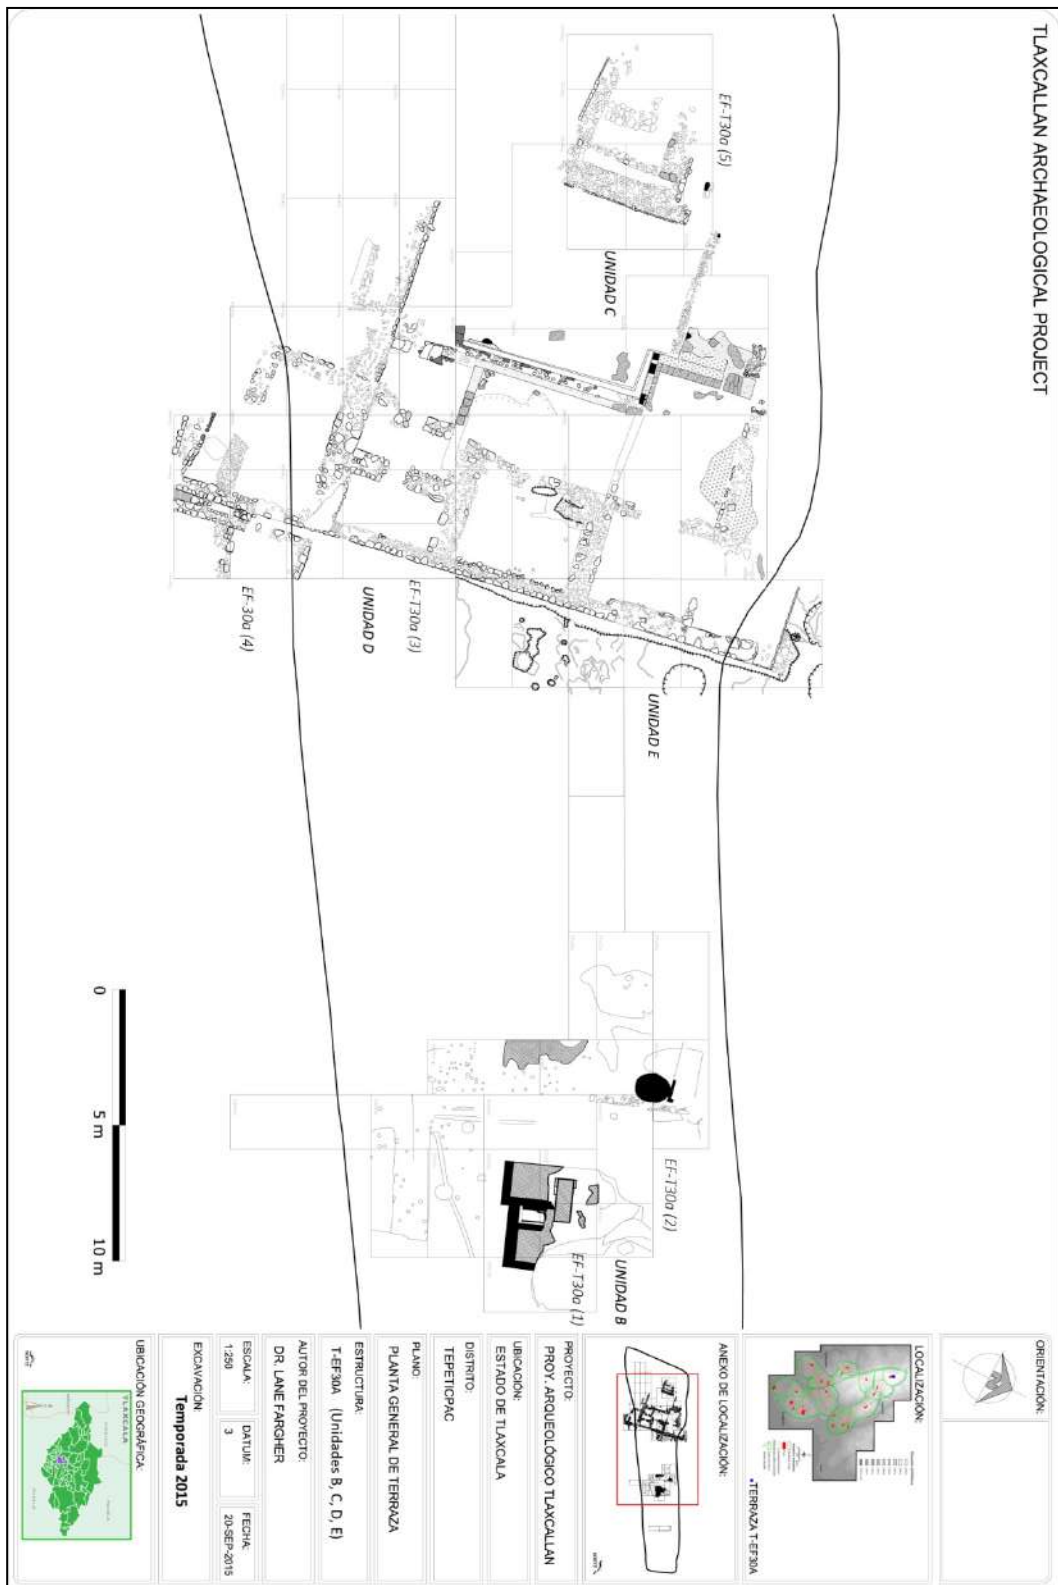 TLAXCALLAN ARCHAEOLOGICAL PROJECT
EF-T30a (5)
UNIDAD C
EF-T30a (3)
UNIDAD D
EF-30a (4)
UNIDAD E
EF-T30a (2)
UNIDAD B
EF-T30a (1)
0
5 m
10 m
ORIENTACIÓN:
LOCALIZACIÓN:
TERRAZA T-EF30A
ANEXO DE LOCALIZACIÓN:
NORTE
PROYECTO:
PROY. ARQUEOLÓGICO TLAXCALLAN
UBICACIÓN:
ESTADO DE TLAXCALA
DISTRITO:
TEPETICPAC
PLANO:
PLANTA GENERAL DE TERRAZA
ESTRUCTURA:
T-EF30A (Unidades B, C, D, E)
AUTOR DEL PROYECTO:
DR. LANE FARGHER
ESCALA:
1:250
DATUM:
3
FECHA:
20-SEP-2015
EXCAVACIÓN:
Temporada 2015
UBICACIÓN GEOGRÁFICA:
TLAXCALA
NORTE